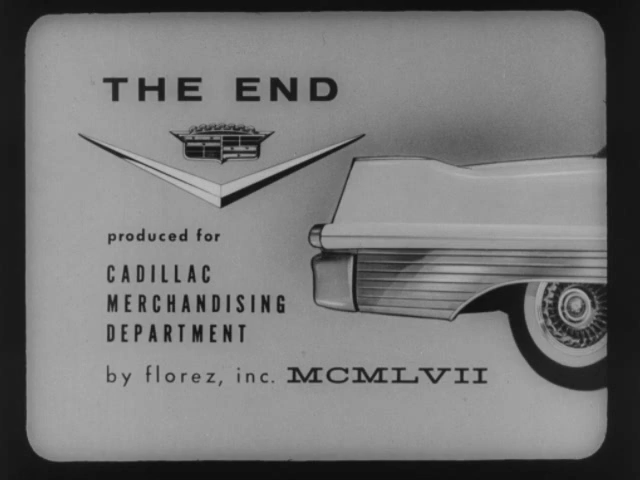 THE END
produced for
CADILLAC
MERCHANDISING
DEPARTMENT
by florez, inc. MCMLVII